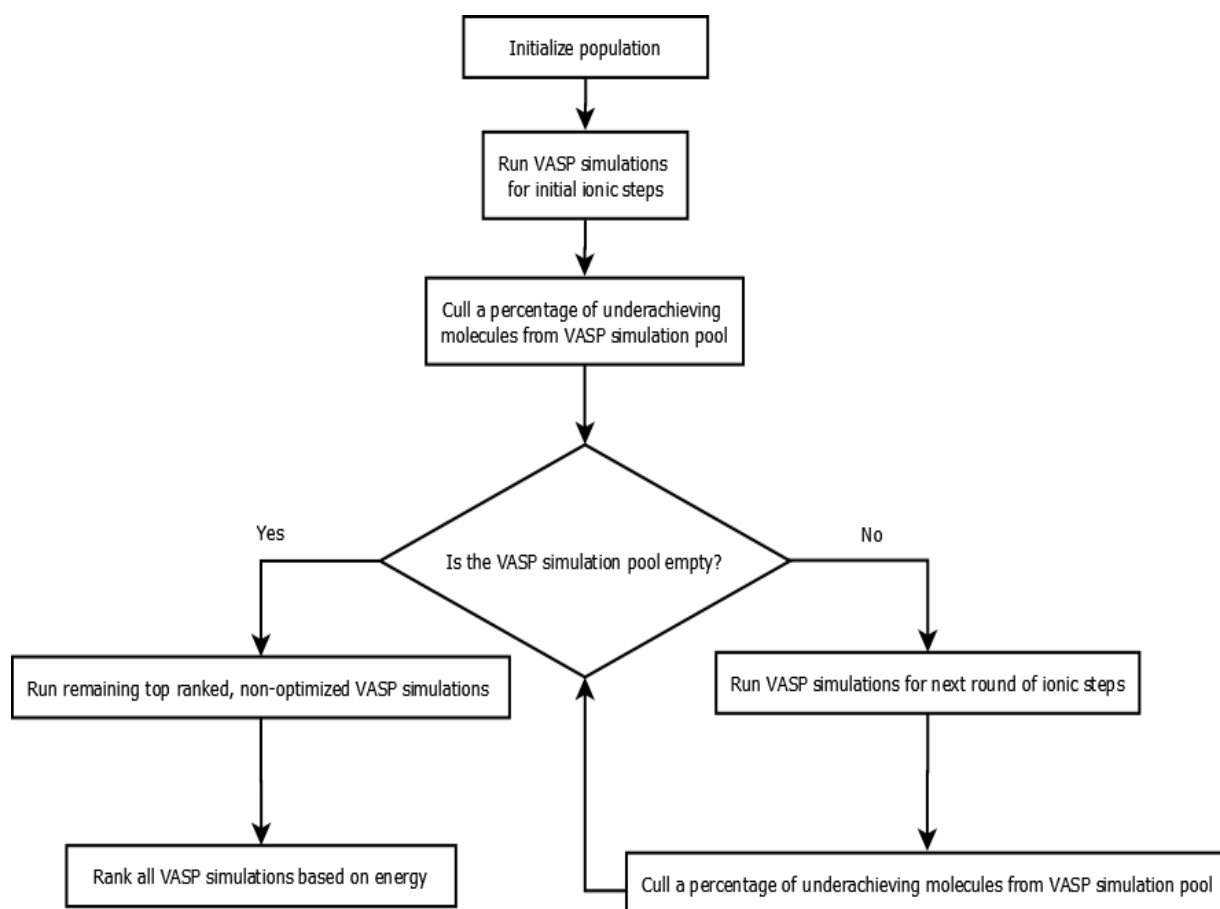 Initialize population
Run VASP simulations
for initial ionic steps
Cull a percentage of underachieving
molecules from VASP simulation pool
Is the VASP simulation pool empty?
Yes
No
Run remaining top ranked, non-optimized VASP simulations
Run VASP simulations for next round of ionic steps
Rank all VASP simulations based on energy
Cull a percentage of underachieving molecules from VASP simulation pool